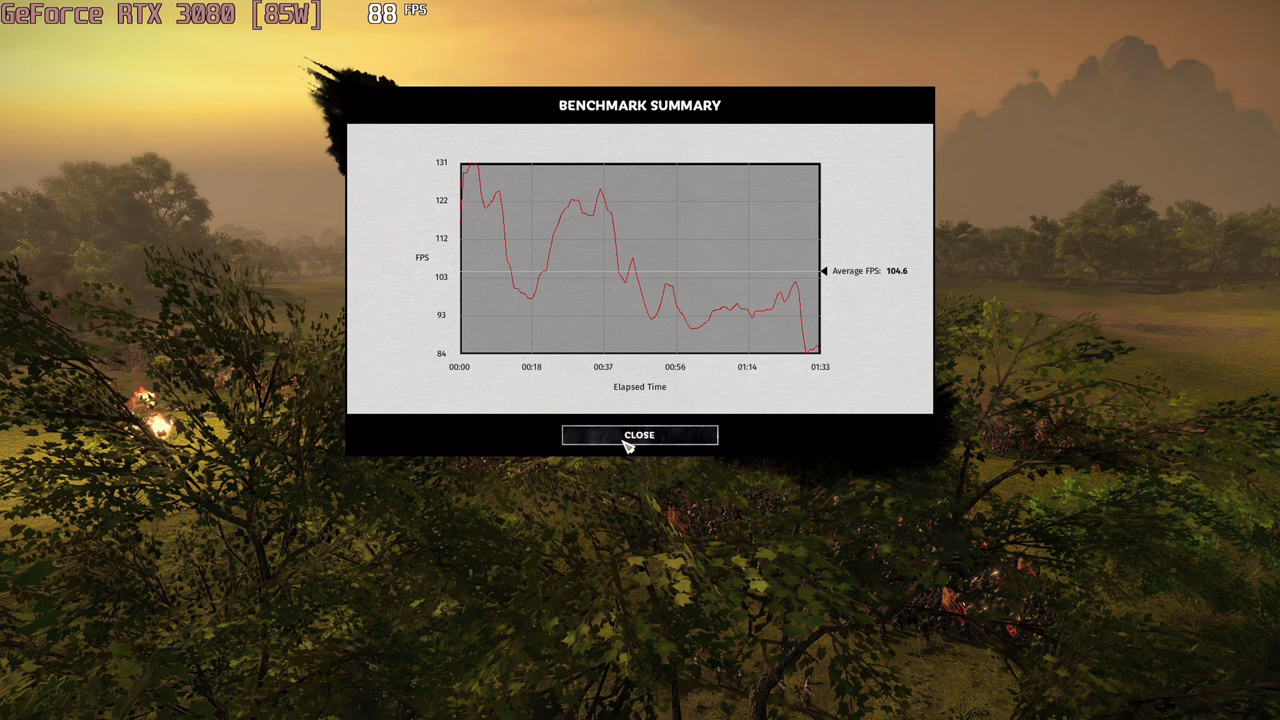 GeForce RTX 3080 [85W] 88 FPS
BENCHMARK SUMMARY
131
122
112
FPS
103
93
84
Average FPS: 104.6
00:00 00:18 00:37 00:56 01:14 01:33
Elapsed Time
CLOSE